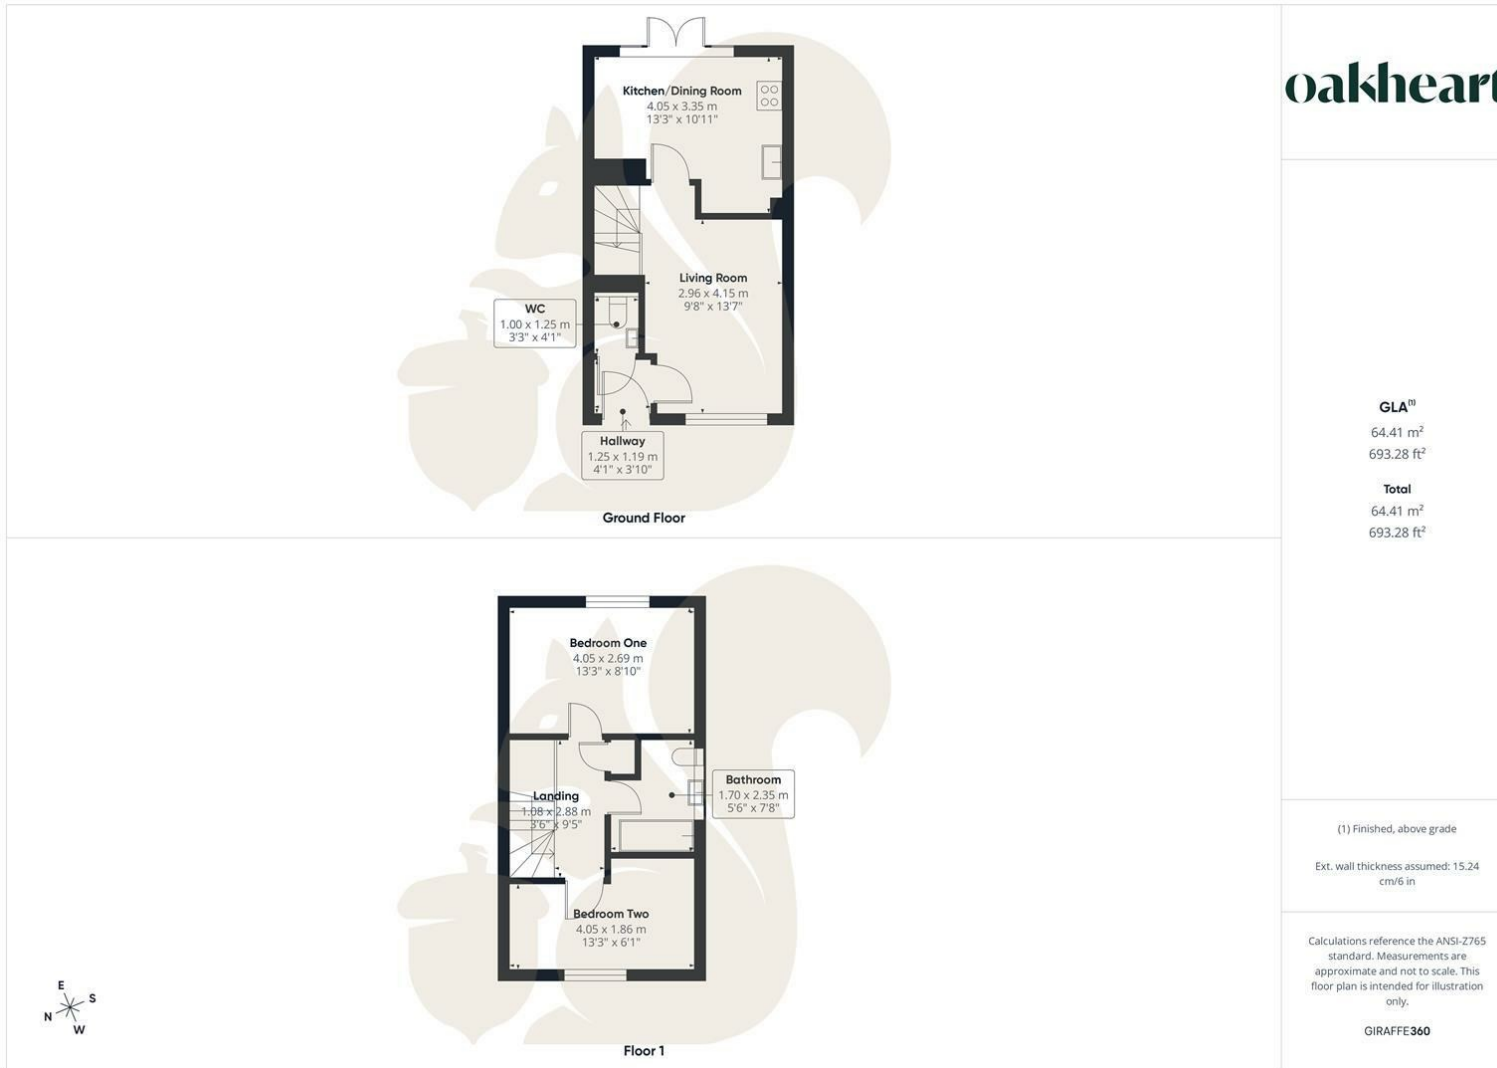 oakheart
Kitchen/Dining Room
4.05 x 3.35 m
13'3" x 10'11"
Living Room
2.96 x 4.15 m
9'8" x 13'7"
WC
1.00 x 1.25 m
3'3" x 4'1"
Hallway
1.25 x 1.19 m
4'1" x 3'10"
Ground Floor
Bedroom One
4.05 x 2.69 m
13'3" x 8'10"
Landing
1.08 x 2.88 m
3'6" x 9'5"
Bathroom
1.70 x 2.35 m
5'6" x 7'8"
Bedroom Two
4.05 x 1.86 m
13'3" x 6'1"
Floor 1
E
S
N
W
GLA(1)
64.41 m²
693.28 ft²
Total
64.41 m²
693.28 ft²
(1) Finished, above grade
Ext. wall thickness assumed: 15.24
cm/6 in
Calculations reference the ANSI-Z765
standard. Measurements are
approximate and not to scale. This
floor plan is intended for illustration
only.
GIRAFFE360